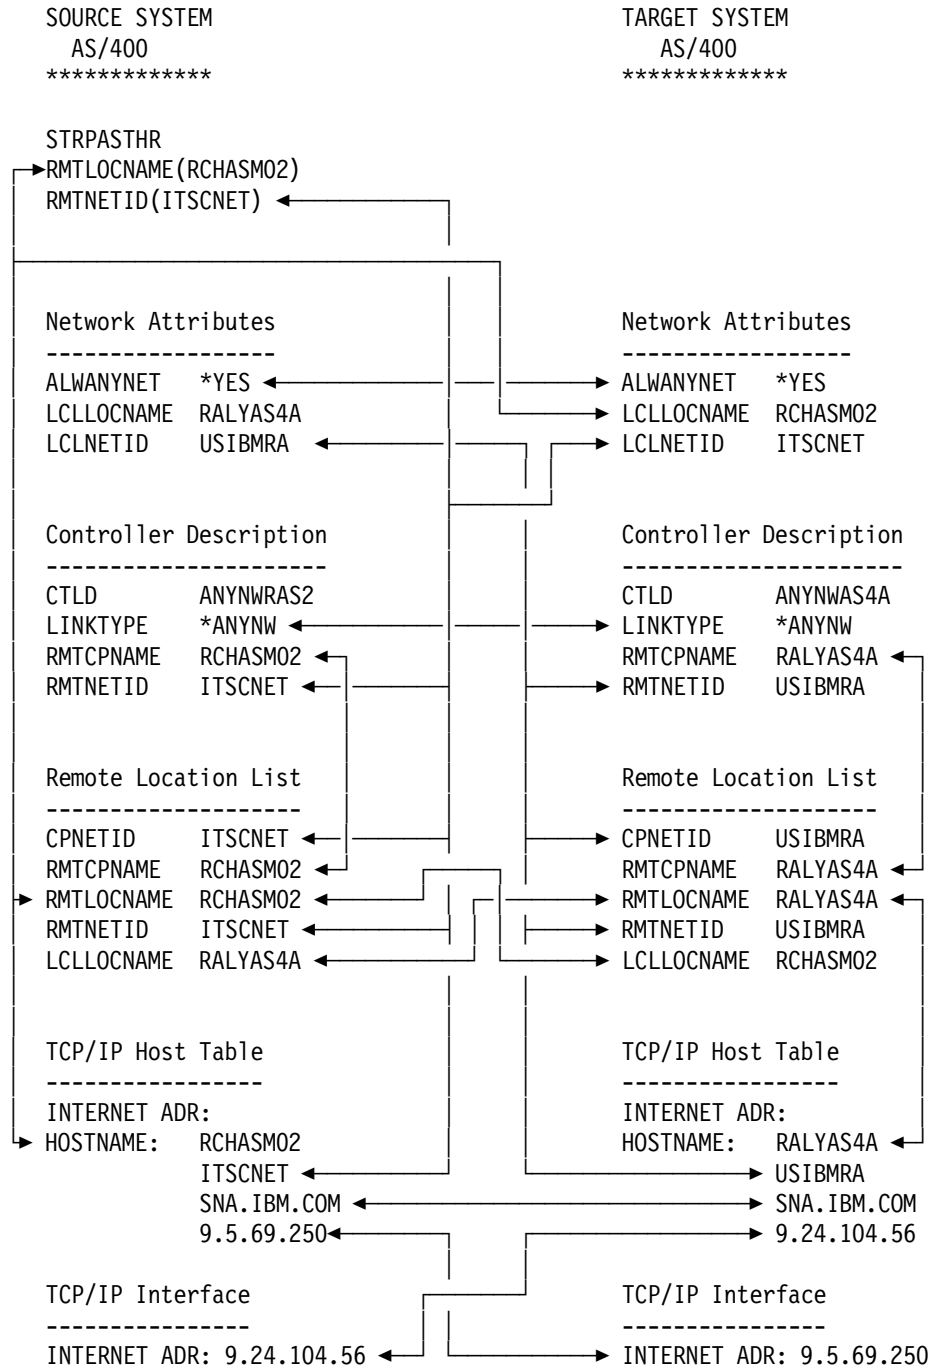 SOURCE SYSTEM TARGET SYSTEM
AS/400 AS/400
************* *************
STRPASTHR
RMTLOCNAME(RCHASM02)
RMTNETID(ITSCNET)
Network Attributes Network Attributes
------------------ ------------------
ALWANYNET *YES ALWANYNET *YES
LCLLOCNAME RALYAS4A LCLLOCNAME RCHASM02
LCLNETID USIBMRA LCLNETID ITSCNET
Controller Description Controller Description
---------------------- ----------------------
CTLD ANYNWRAS2 CTLD ANYNWAS4A
LINKTYPE *ANYNW LINKTYPE *ANYNW
RMTCPNAME RCHASM02 RMTCPNAME RALYAS4A
RMTNETID ITSCNET RMTNETID USIBMRA
Remote Location List Remote Location List
-------------------- --------------------
CPNETID ITSCNET CPNETID USIBMRA
RMTCPNAME RCHASM02 RMTCPNAME RALYAS4A
RMTLOCNAME RCHASM02 RMTLOCNAME RALYAS4A
RMTNETID ITSCNET RMTNETID USIBMRA
LCLLOCNAME RALYAS4A LCLLOCNAME RCHASM02
TCP/IP Host Table TCP/IP Host Table
----------------- -----------------
INTERNET ADR: INTERNET ADR:
HOSTNAME: RCHASM02 HOSTNAME: RALYAS4A
ITSCNET USIBMRA
SNA.IBM.COM SNA.IBM.COM
9.5.69.250 9.24.104.56
TCP/IP Interface TCP/IP Interface
---------------- ----------------
INTERNET ADR: 9.24.104.56 INTERNET ADR: 9.5.69.250